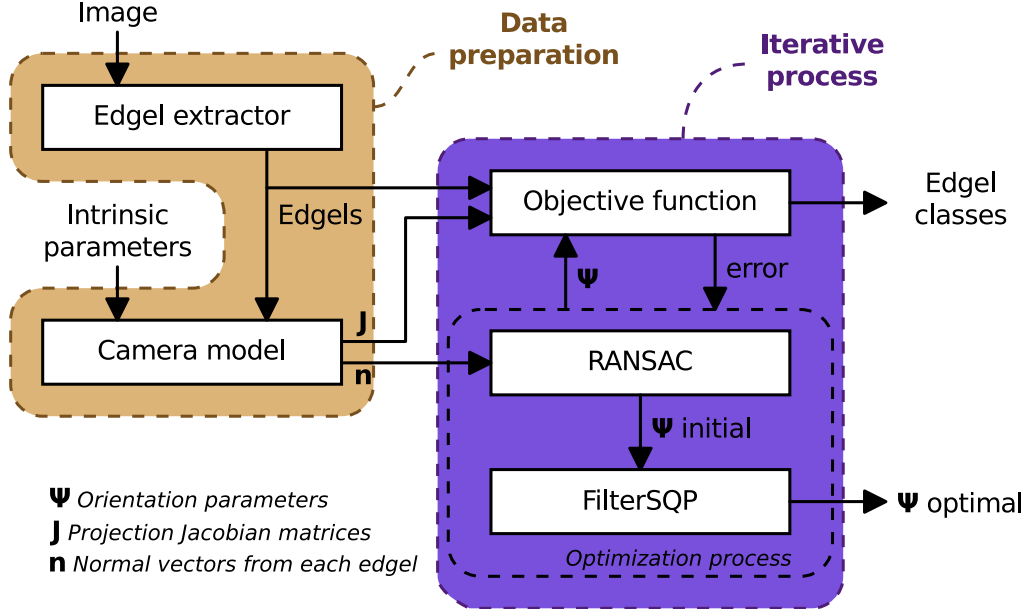 Image
Data
preparation
Iterative
process
Edgel extractor
Objective function
Edgel
classes
Intrinsic
parameters
Edgels
Ψ
error
Camera model
J
n
RANSAC
Ψ initial
FilterSQP
Ψ optimal
Optimization process
Ψ Orientation parameters
J Projection Jacobian matrices
n Normal vectors from each edgel